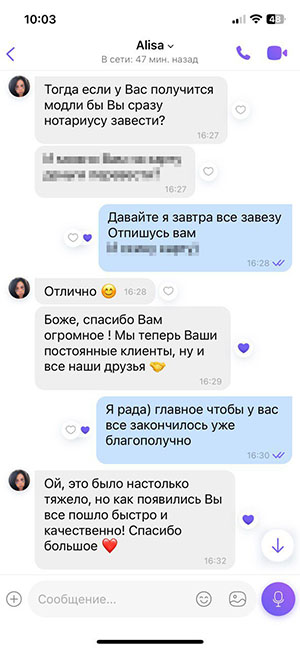 10:03
48
Alisa
В сети: 47 мин. назад
Тогда если у Вас получится
модли бы Вы сразу
нотариусу завести?
16:27
16:27
Давайте я завтра все завезу
Отпишусь вам
16:28
Отлично 😊 16:28
Боже, спасибо Вам
огромное ! Мы теперь Ваши
постоянные клиенты, ну и
все наши друзья 🤝
16:29
Я рада) главное чтобы у вас
все закончилось уже
благополучно
16:30
Ой, это было настолько
тяжело, но как появились Вы
все пошло быстро и
качественно! Спасибо
большое ❤️
16:32
Сообщение...